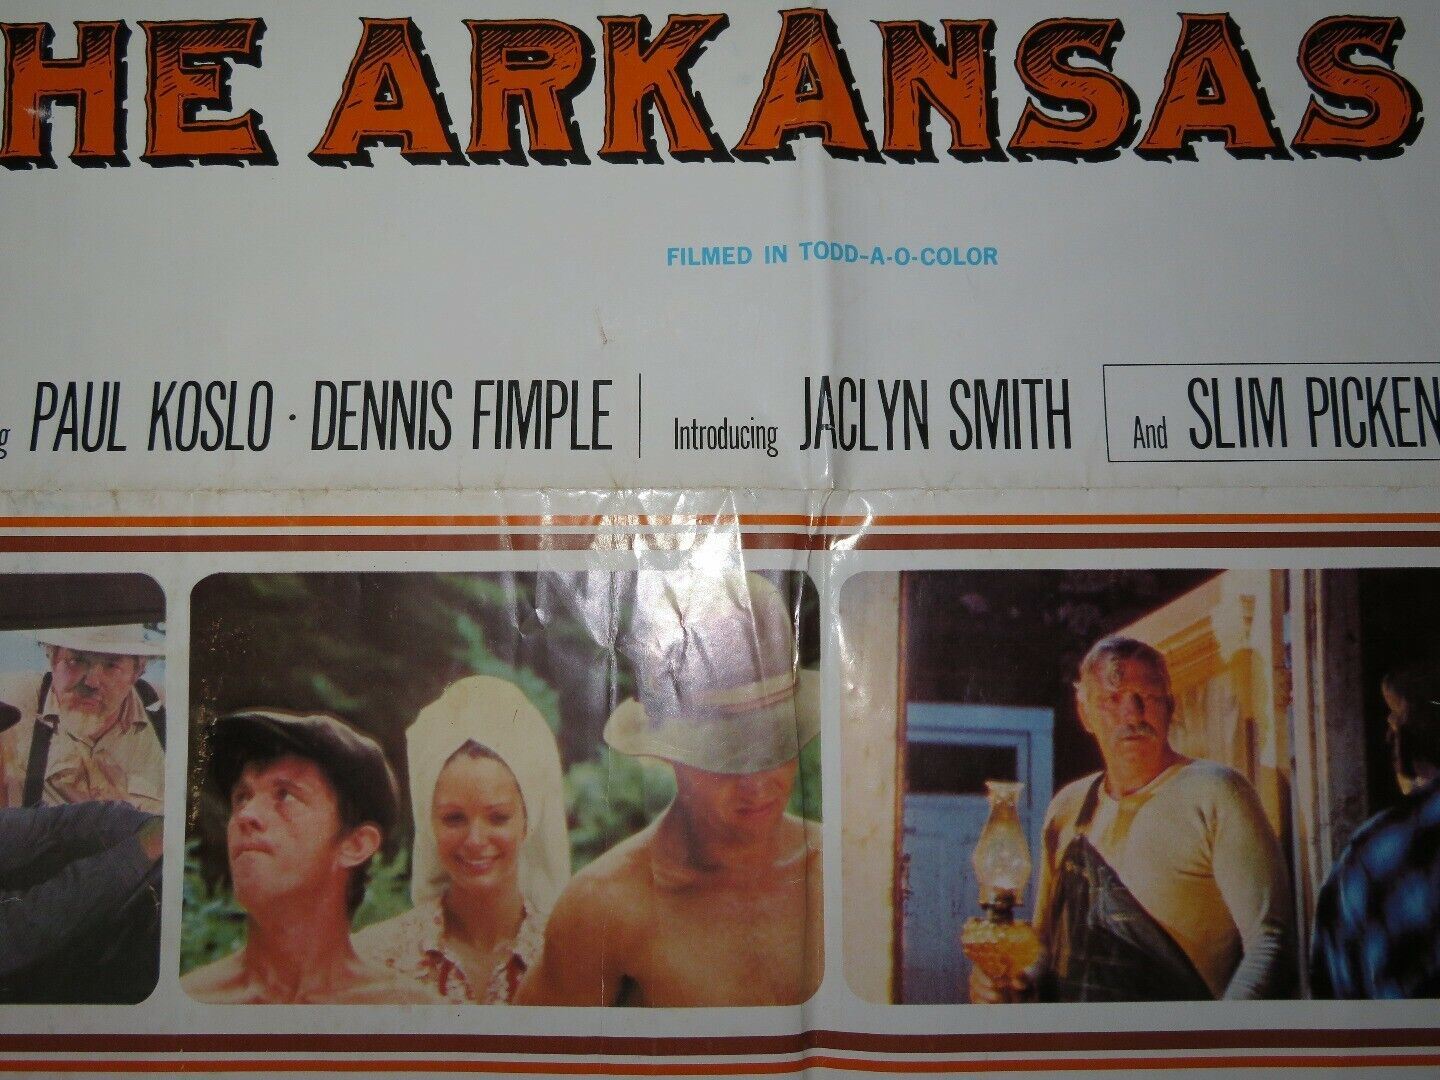 HE ARKANSAS
FILMED IN TODD-A-O-COLOR
g PAUL KOSLO · DENNIS FIMPLE Introducing JACLYN SMITH And SLIM PICKEN